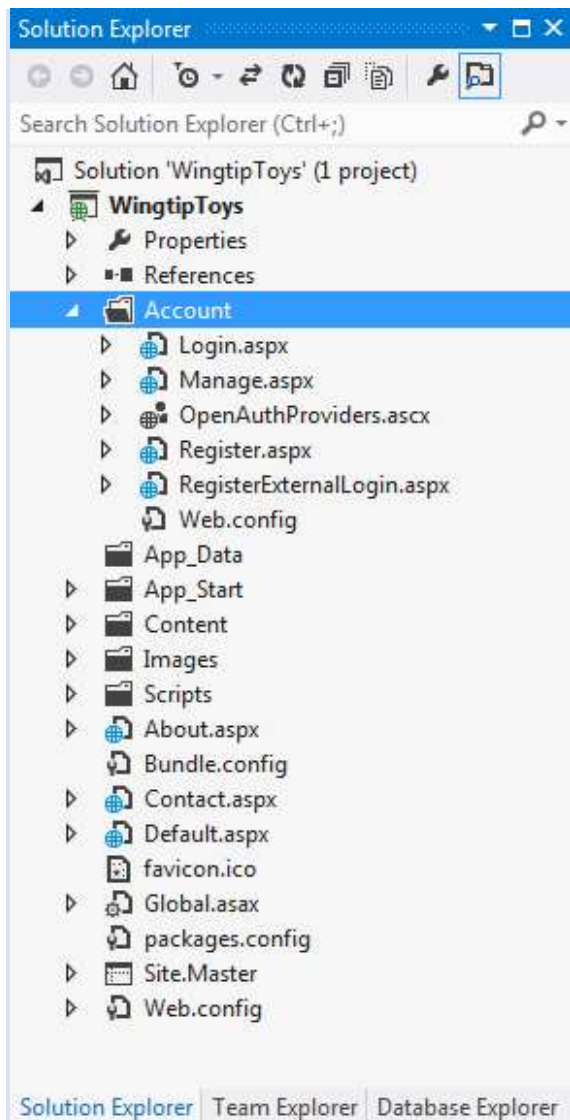 Solution Explorer
Search Solution Explorer (Ctrl+;)
Solution 'WingtipToys' (1 project)
WingtipToys
Properties
References
Account
Login.aspx
Manage.aspx
OpenAuthProviders.ascx
Register.aspx
RegisterExternalLogin.aspx
Web.config
App_Data
App_Start
Content
Images
Scripts
About.aspx
Bundle.config
Contact.aspx
Default.aspx
favicon.ico
Global.asax
packages.config
Site.Master
Web.config
Solution Explorer Team Explorer Database Explorer